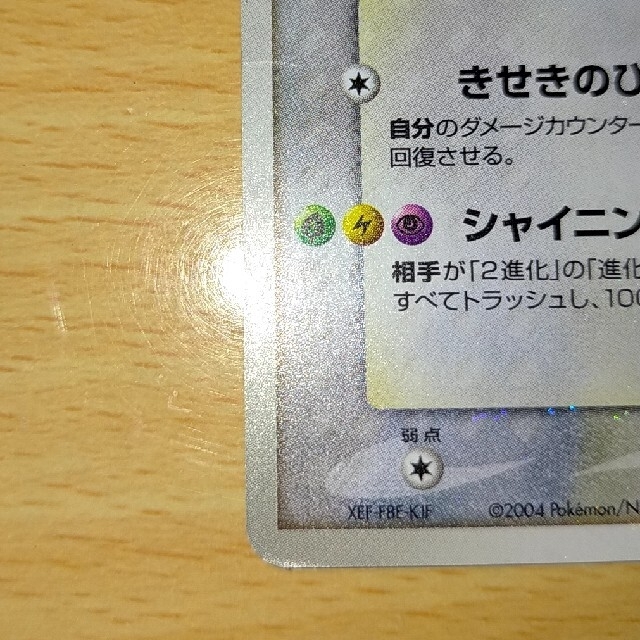 きせきのひ
自分のダメージカウンター
回復させる。
シャイニン
相手が「2進化」の「進化
すべてトラッシュし、100
弱点
XEF-F8E-K1F
©2004 Pokémon/N